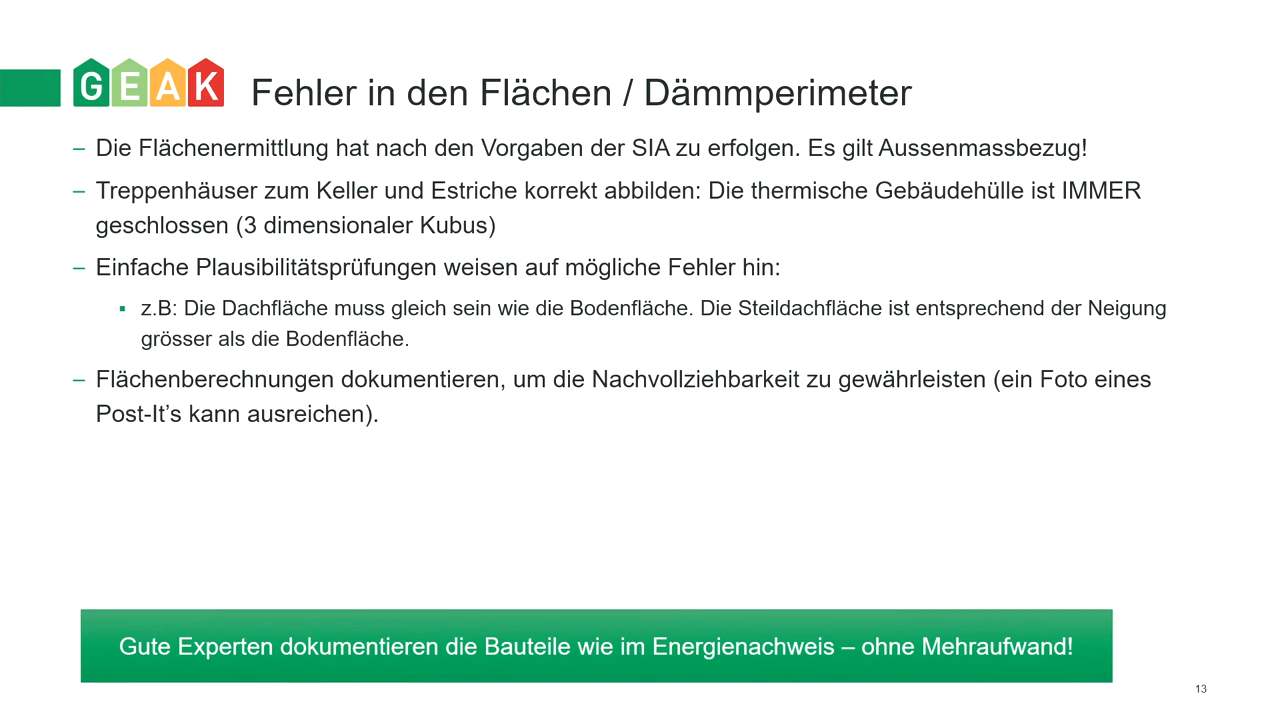 GEAK
Fehler in den Flächen / Dämmperimeter
– Die Flächenermittlung hat nach den Vorgaben der SIA zu erfolgen. Es gilt Aussenmassbezug!
– Treppenhäuser zum Keller und Estriche korrekt abbilden: Die thermische Gebäudehülle ist IMMER
geschlossen (3 dimensionaler Kubus)
– Einfache Plausibilitätsprüfungen weisen auf mögliche Fehler hin:
▪ z.B: Die Dachfläche muss gleich sein wie die Bodenfläche. Die Steildachfläche ist entsprechend der Neigung
grösser als die Bodenfläche.
– Flächenberechnungen dokumentieren, um die Nachvollziehbarkeit zu gewährleisten (ein Foto eines
Post-It’s kann ausreichen).
Gute Experten dokumentieren die Bauteile wie im Energienachweis – ohne Mehraufwand!
13